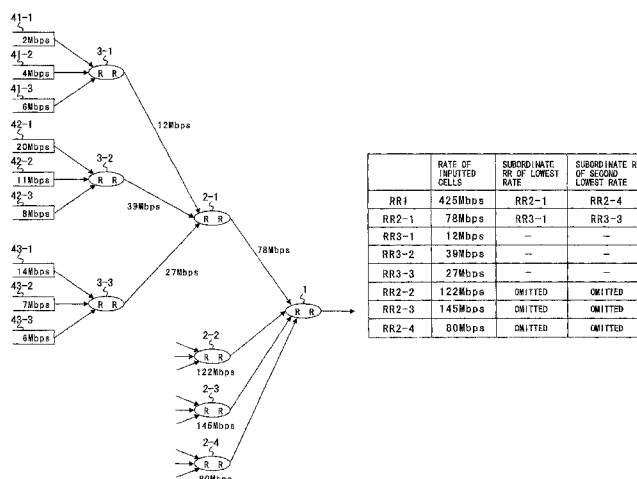 41-1
2Mbps
41-2
4Mbps
41-3
6Mbps
3-1
R R
12Mbps
42-1
20Mbps
42-2
11Mbps
42-3
8Mbps
3-2
R R
39Mbps
2-1
R R
78Mbps
43-1
14Mbps
43-2
7Mbps
43-3
6Mbps
3-3
R R
27Mbps
1
R R
2-2
R R
122Mbps
2-3
R R
145Mbps
2-4
R R
80Mbps
RATE OF INPUTTED CELLS
SUBORDINATE RR OF LOWEST RATE
SUBORDINATE RR OF SECOND LOWEST RATE
RR1 425Mbps RR2-1 RR2-4
RR2-1 78Mbps RR3-1 RR3-3
RR3-1 12Mbps - -
RR3-2 39Mbps - -
RR3-3 27Mbps - -
RR2-2 122Mbps OMITTED OMITTED
RR2-3 145Mbps OMITTED OMITTED
RR2-4 80Mbps OMITTED OMITTED